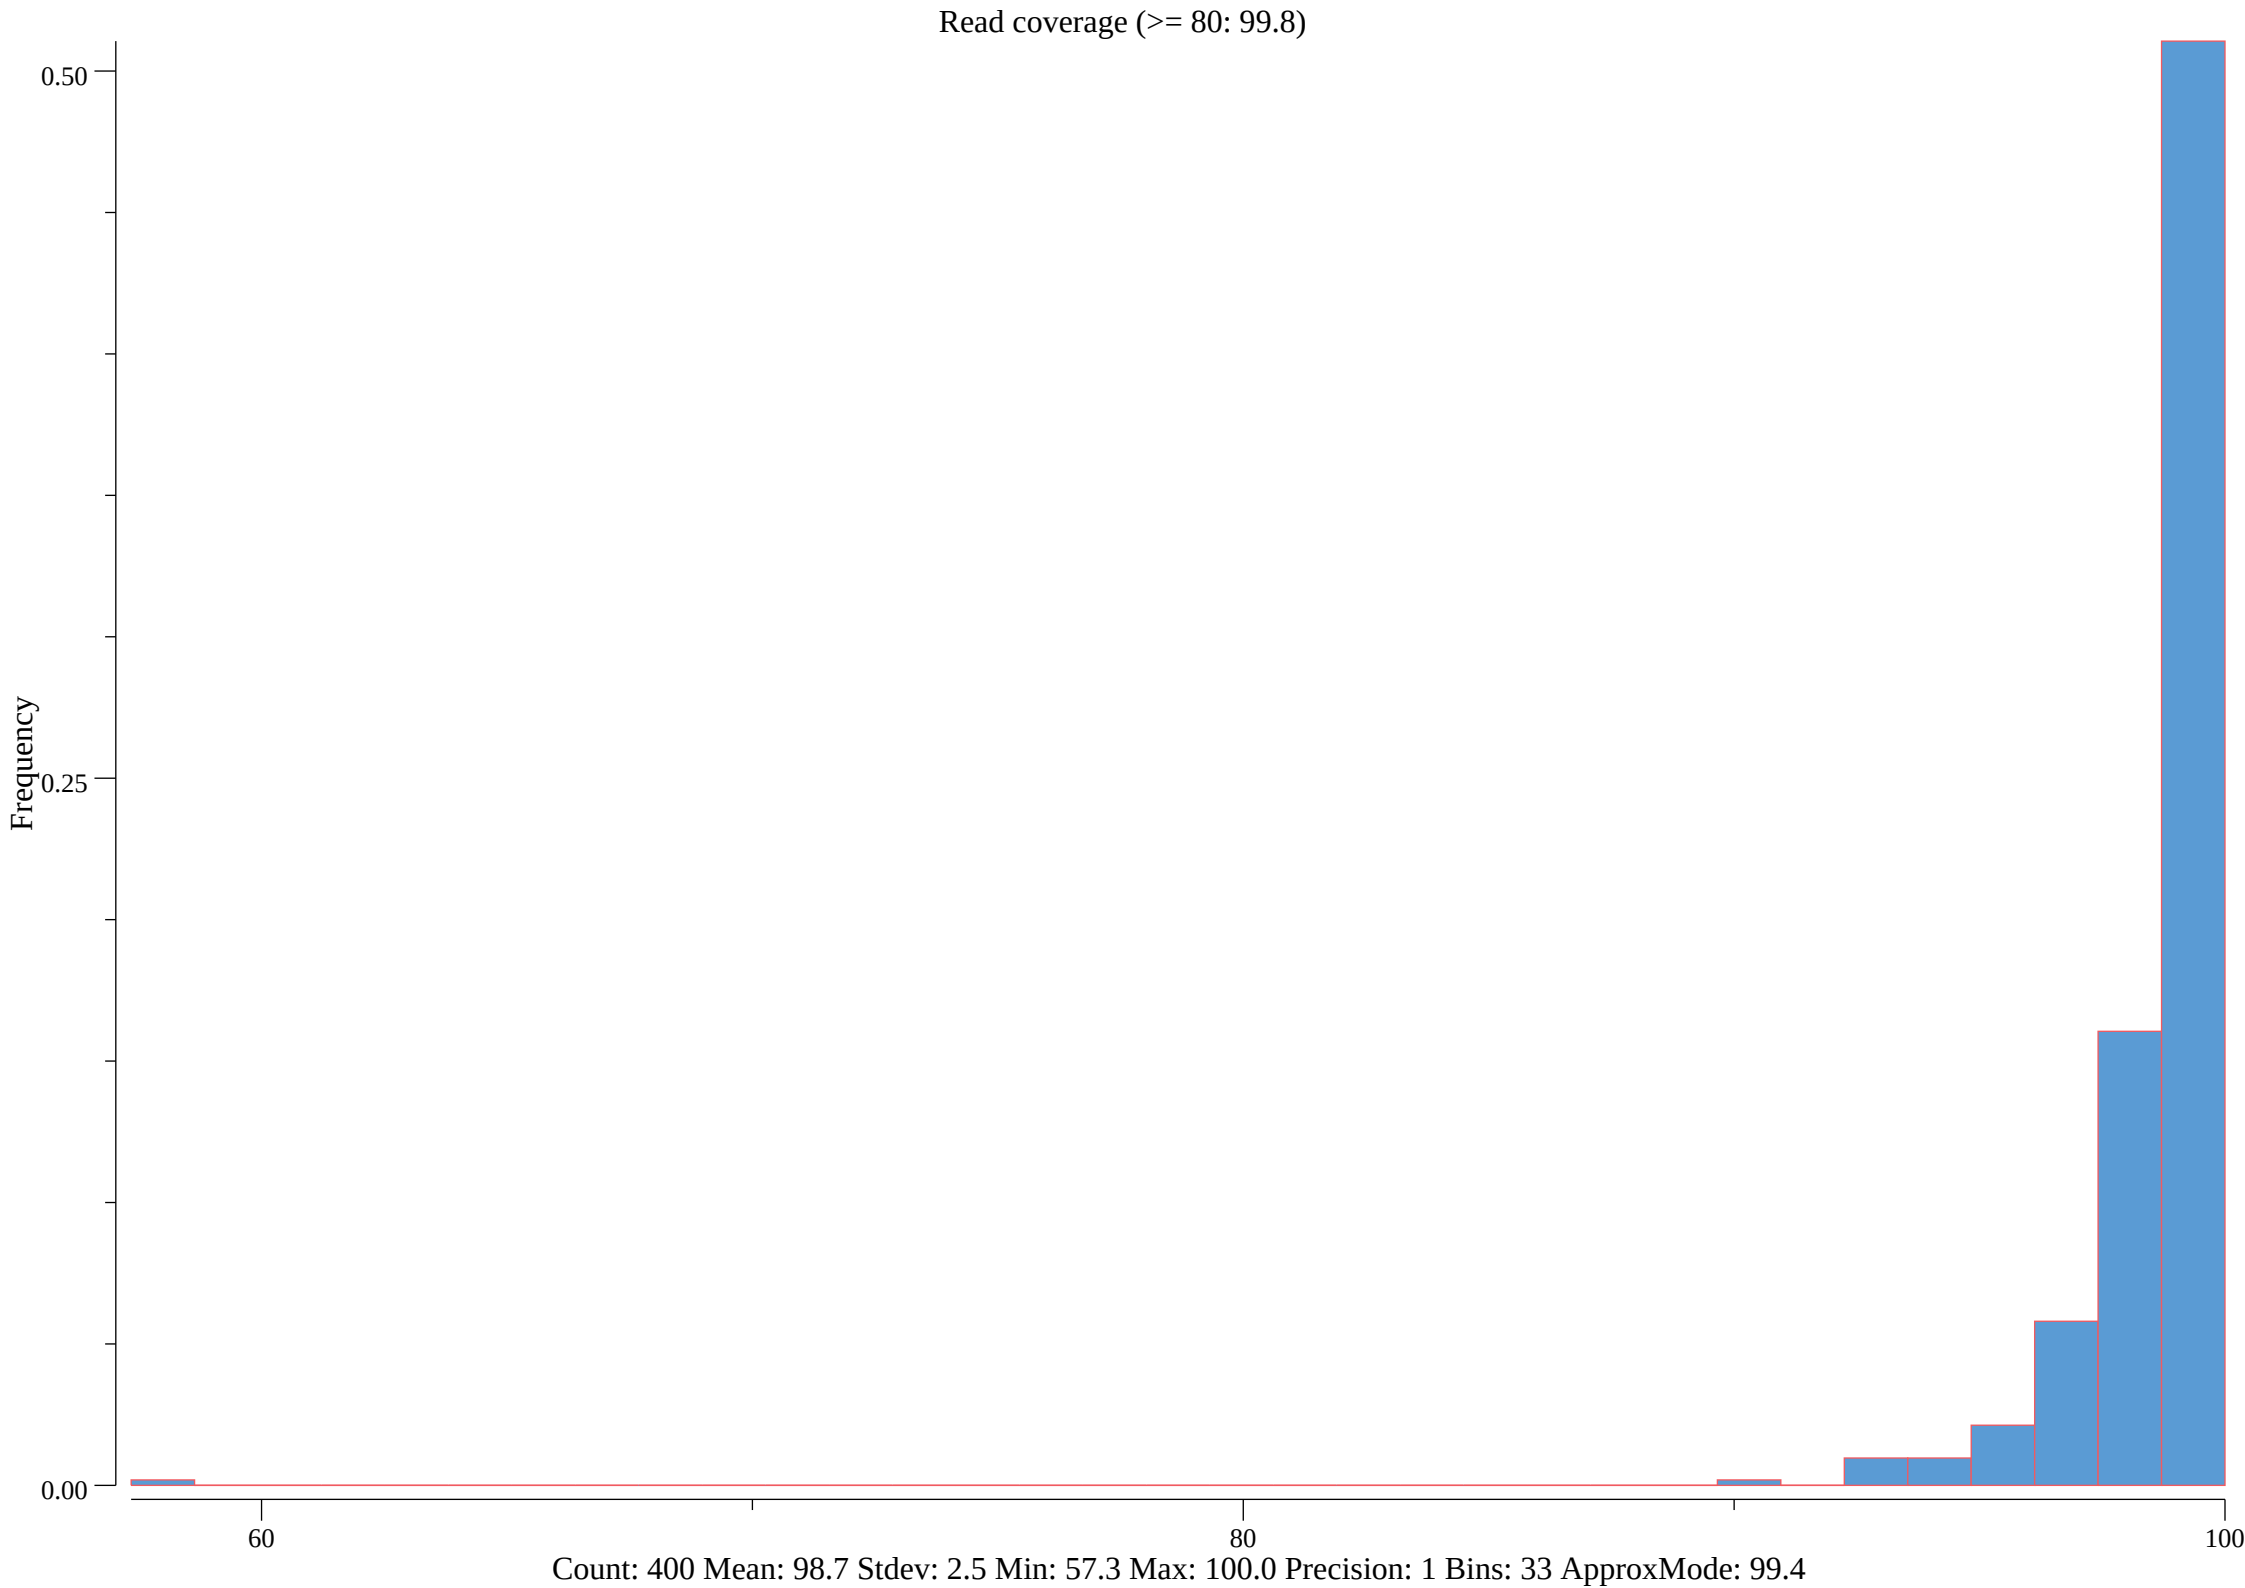 Read coverage (>= 80: 99.8)
0.50
Frequency
0.25
0.00
60
80
100
Count: 400 Mean: 98.7 Stdev: 2.5 Min: 57.3 Max: 100.0 Precision: 1 Bins: 33 ApproxMode: 99.4